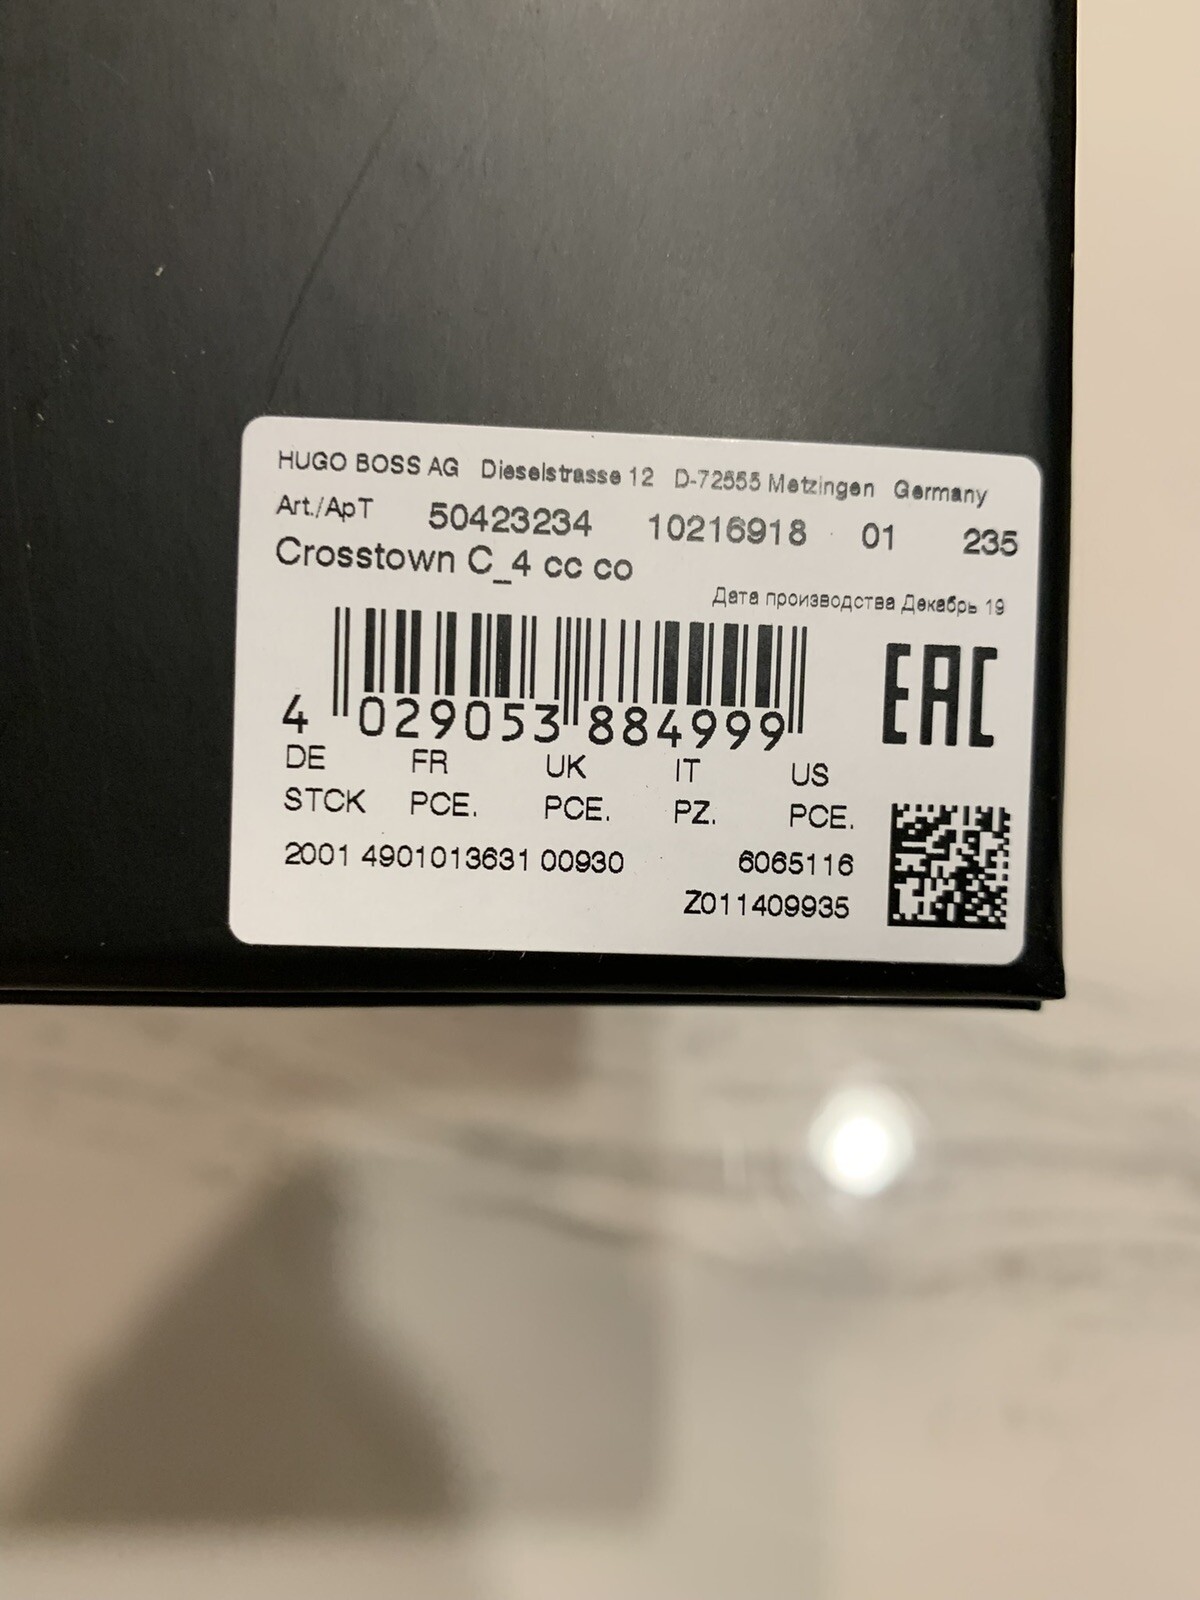 HUGO BOSS AG Dieselstrasse 12 D-72555 Metzingen Germany
Art./АрТ 50423234 10216918 01 235
Crosstown C_4 cc co
Дата производства Декабрь 19
EAC
4 029053 884999
DE FR UK IT US
STCK PCE. PCE. PZ. PCE.
2001 4901013631 00930 6065116
Z011409935